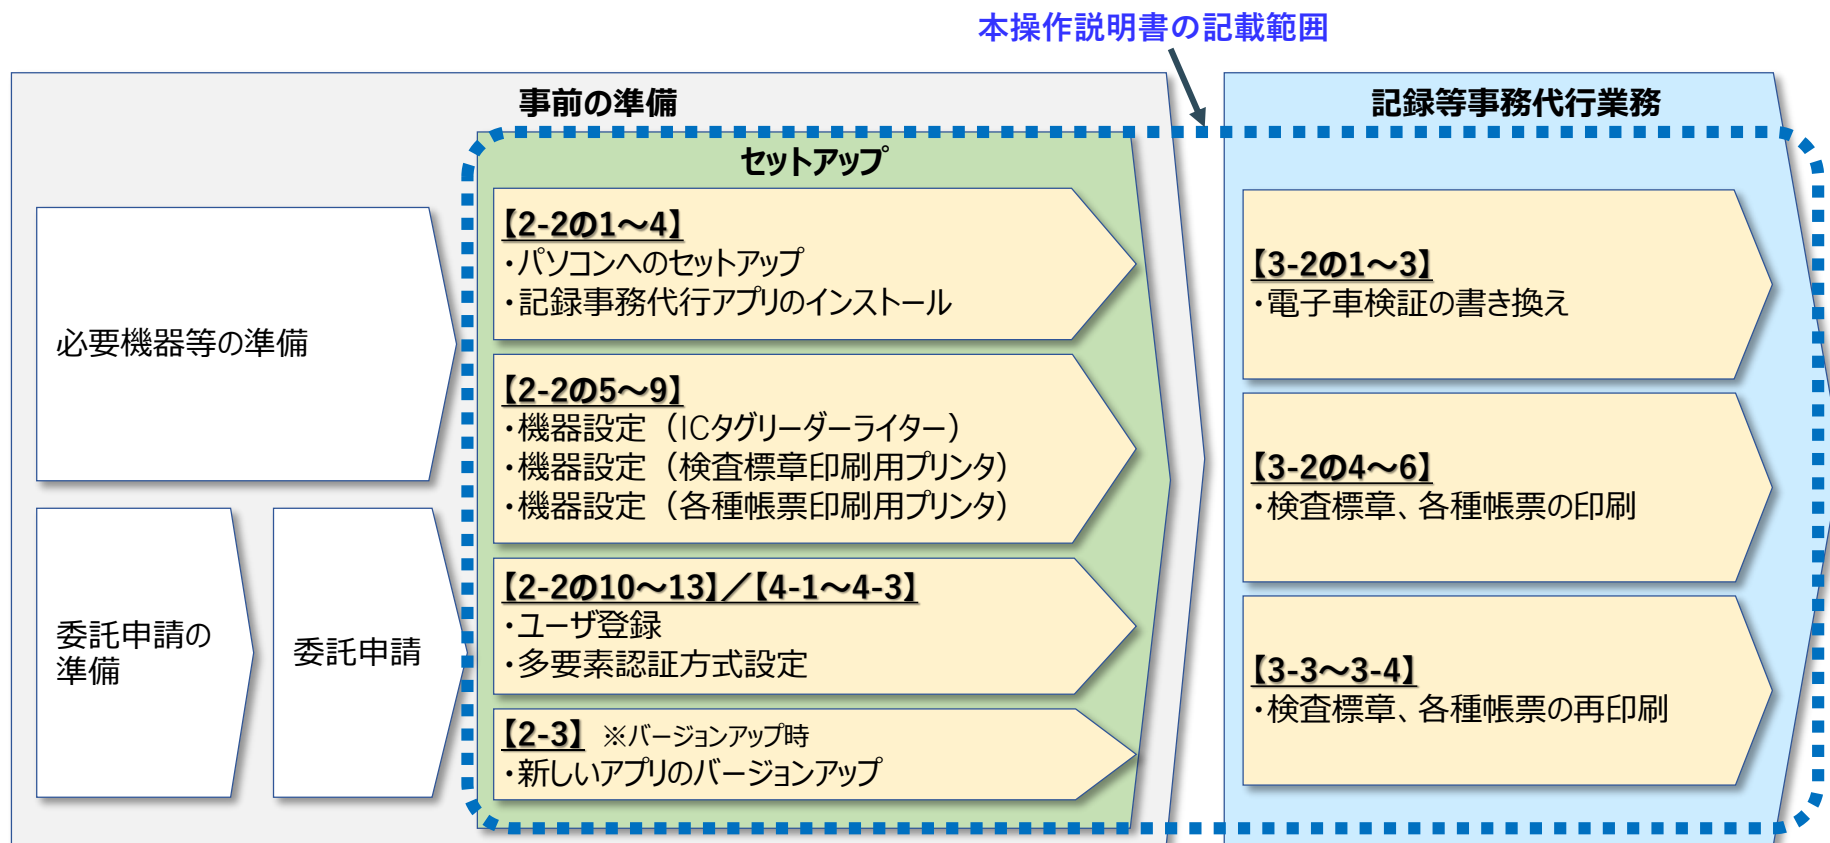 本操作説明書の記載範囲
事前の準備
必要機器等の準備
委託申請の
準備
委託申請
セットアップ
【2-2の1~4】
・パソコンへのセットアップ
・記録事務代行アプリのインストール
【2-2の5~9】
・機器設定（ICタグリーダーライター）
・機器設定（検査標章印刷用プリンタ）
・機器設定（各種帳票印刷用プリンタ）
【2-2の10~13】／【4-1~4-3】
・ユーザ登録
・多要素認証方式設定
【2-3】 ※バージョンアップ時
・新しいアプリのバージョンアップ
記録等事務代行業務
【3-2の1~3】
・電子車検証の書き換え
【3-2の4~6】
・検査標章、各種帳票の印刷
【3-3~3-4】
・検査標章、各種帳票の再印刷